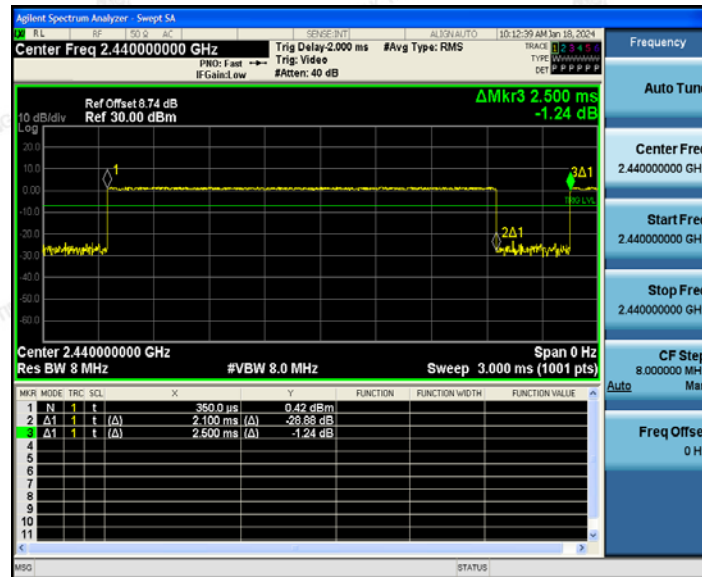 Agilent Spectrum Analyzer - Swept SA
RL RF 50 Ω AC SENSE:INT ALIGN AUTO 10:12:39 AM Jan 18, 2024
Center Freq 2.440000000 GHz
Trig Delay-2.000 ms #Avg Type: RMS
TRACE 1 2 3 4 5 6
PNO: Fast Trig: Video
TYPE WWWWWW
IFGain:Low #Atten: 40 dB
DET P P P P P P
ΔMkr3 2.500 ms
-1.24 dB
Ref Offset 8.74 dB
10 dB/div Ref 30.00 dBm
Log
20.0
10.0
0.00
-10.0
-20.0
-30.0
-40.0
-50.0
-60.0
1
3Δ1
TRIG LVL
2Δ1
Center 2.440000000 GHz Span 0 Hz
Res BW 8 MHz #VBW 8.0 MHz Sweep 3.000 ms (1001 pts)
MKR MODE TRC SCL X Y FUNCTION FUNCTION WIDTH FUNCTION VALUE
1 N 1 t 350.0 µs 0.42 dBm
2 Δ1 1 t (Δ) 2.100 ms (Δ) -28.88 dB
3 Δ1 1 t (Δ) 2.500 ms (Δ) -1.24 dB
4
5
6
7
8
9
10
11
MSG STATUS
Frequency
Auto Tun
Center Fre
2.440000000 GH
Start Fre
2.440000000 GH
Stop Fre
2.440000000 GH
CF Step
8.000000 MH
Auto Ma
Freq Offse
0 H